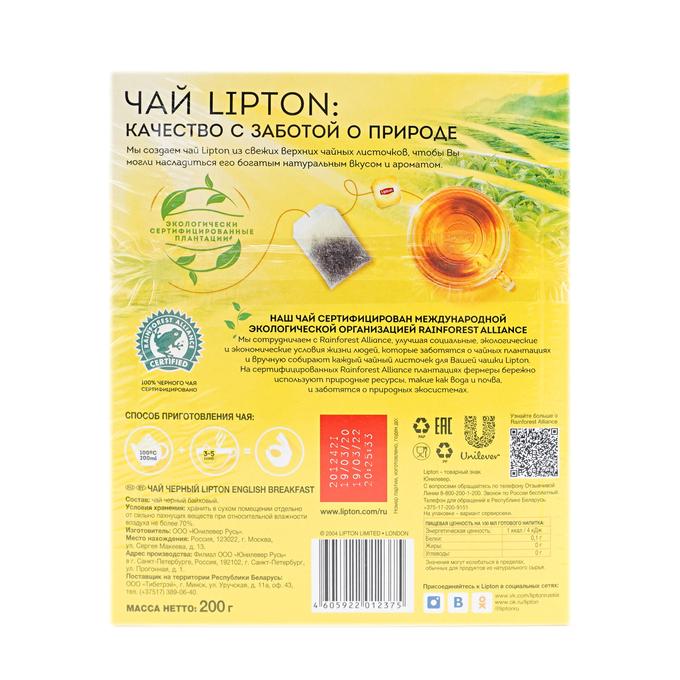 ЧАЙ LIPTON:
КАЧЕСТВО С ЗАБОТОЙ О ПРИРОДЕ
Мы создаем чай Lipton из свежих верхних чайных листочков, чтобы Вы
могли насладиться его богатым натуральным вкусом и ароматом.
Lipton
ЭКОЛОГИЧЕСКИ
СЕРТИФИЦИРОВАННЫЕ
ПЛАНТАЦИИ
НАШ ЧАЙ СЕРТИФИЦИРОВАН МЕЖДУНАРОДНОЙ
ЭКОЛОГИЧЕСКОЙ ОРГАНИЗАЦИЕЙ RAINFOREST ALLIANCE
Мы сотрудничаем с Rainforest Alliance, улучшая социальные, экологические
и экономические условия жизни людей, которые заботятся о чайных плантациях
и вручную собирают каждый чайный листочек для Вашей чашки Lipton.
На сертифицированных Rainforest Alliance плантациях фермеры бережно
используют природные ресурсы, такие как вода и почва,
и заботятся о природных экосистемах.
RAINFOREST ALLIANCE
CERTIFIED
100% ЧЕРНОГО ЧАЯ
СЕРТИФИЦИРОВАНО
СПОСОБ ПРИГОТОВЛЕНИЯ ЧАЯ:
100°C
200ml
3-5
ЧАЙ ЧЕРНЫЙ LIPTON ENGLISH BREAKFAST
Состав: чай черный байховый.
Условия хранения: хранить в сухом помещении отдельно
от сильно пахнущих веществ при относительной влажности
воздуха не более 70%.
Изготовитель: ООО «Юнилевер Русь».
Место нахождения: Россия, 123022, г. Москва,
ул. Сергея Макеева, д. 13.
Адрес производства: Филиал ООО «Юнилевер Русь»
в г. Санкт-Петербурге, Россия, 192102, г. Санкт-Петербург,
ул. Прогонная, д. 1.
Поставщик на территории Республики Беларусь:
ООО «Тибетрэй», г. Минск, ул. Уручская, д. 11а, оф. 3,
тел. (+37517) 389-06-40.
МАССА НЕТТО: 200 г
2012421
19/03/20
19/03/22
20:25:33
Номер партии, изготовлено, годен до:
www.lipton.com/ru
© 2004 LIPTON LIMITED • LONDON
4 605922 012375
PAP
PP
EAC
Unilever
Узнайте больше о
Rainforest Alliance
Lipton – товарный знак
Юнилевер.
С вопросами обращайтесь по телефону Отзывчивой
Линии 8-800-200-1-200. Звонок по России бесплатный
Телефон для обращений в Республике Беларусь
+375-17-200-9151
в рабочее время.
ПИЩЕВАЯ ЦЕННОСТЬ НА 100 МЛ ГОТОВОГО НАПИТКА:
Энергетическая ценность: 1 ккал / 4 кДж
Белки: 0,1 г
Жиры: 0 г
Углеводы: 0 г
Значения могут колебаться в пределах,
обычных для продуктов из натурального сырья.
Присоединяйтесь к Lipton в социальных сетях:
www.vk.com/liptonrussia
www.ok.ru/lipton
@liptonru